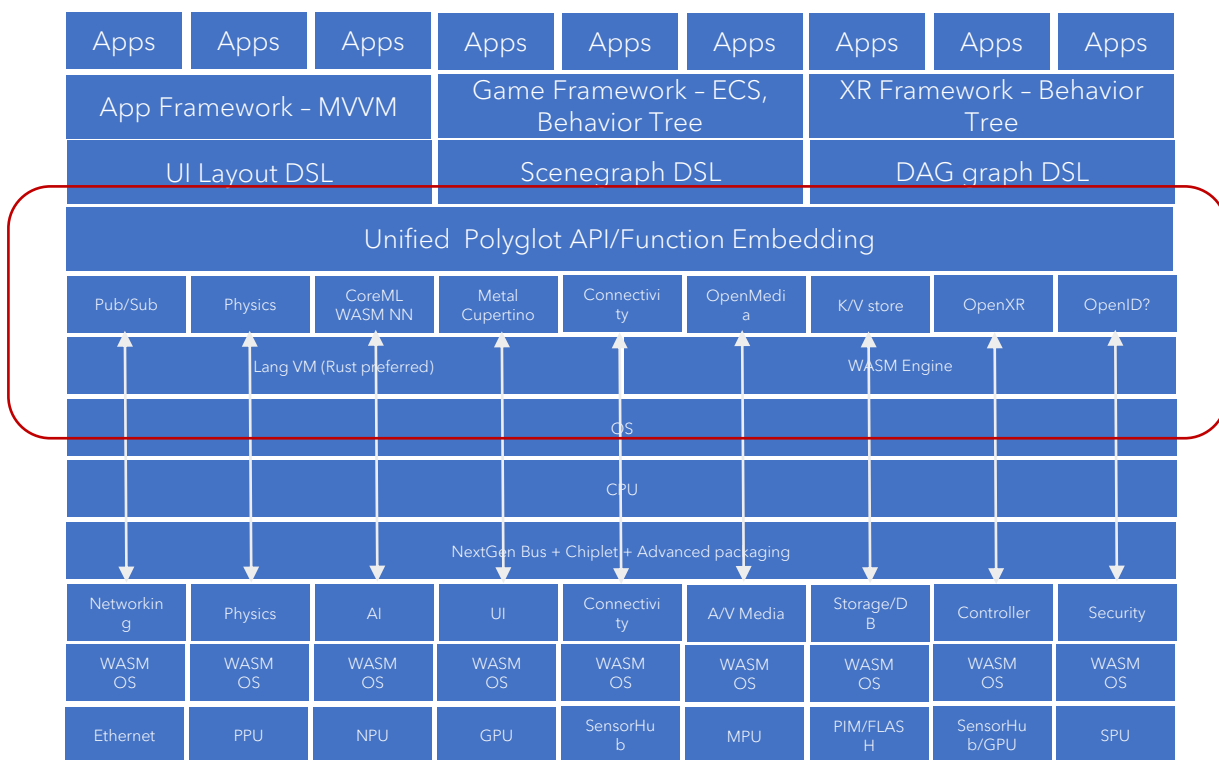 Apps
Apps
Apps
Apps
Apps
Apps
Apps
Apps
Apps
App Framework – MVVM
Game Framework – ECS,
Behavior Tree
XR Framework – Behavior
Tree
UI Layout DSL
Scenegraph DSL
DAG graph DSL
Unified Polyglot API/Function Embedding
Pub/Sub
Physics
CoreML
WASM NN
Metal
Cupertino
Connectivi
ty
OpenMedi
a
K/V store
OpenXR
OpenID?
Lang VM (Rust preferred)
WASM Engine
OS
CPU
NextGen Bus + Chiplet + Advanced packaging
Networkin
g
Physics
AI
UI
Connectivi
ty
A/V Media
Storage/D
B
Controller
Security
WASM
OS
WASM
OS
WASM
OS
WASM
OS
WASM
OS
WASM
OS
WASM
OS
WASM
OS
WASM
OS
Ethernet
PPU
NPU
GPU
SensorHu
b
MPU
PIM/FLAS
H
SensorHu
b/GPU
SPU